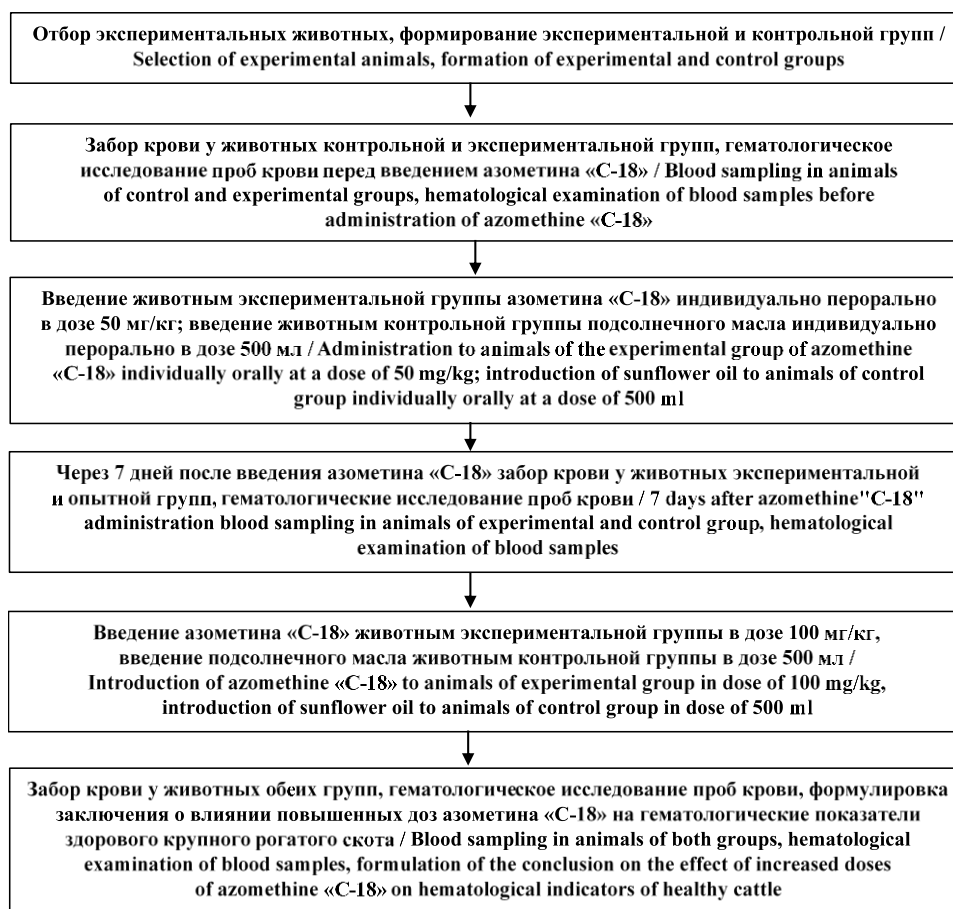 Отбор экспериментальных животных, формирование экспериментальной и контрольной групп /
Selection of experimental animals, formation of experimental and control groups
Забор крови у животных контрольной и экспериментальной групп, гематологическое
исследование проб крови перед введением азометина «С-18» / Blood sampling in animals
of control and experimental groups, hematological examination of blood samples before
administration of azomethine «С-18»
Введение животным экспериментальной группы азометина «С-18» индивидуально перорально
в дозе 50 мг/кг; введение животным контрольной группы подсолнечного масла индивидуально
перорально в дозе 500 мл / Administration to animals of the experimental group of azomethine
«С-18» individually orally at a dose of 50 mg/kg; introduction of sunflower oil to animals of control
group individually orally at a dose of 500 ml
Через 7 дней после введения азометина «С-18» забор крови у животных экспериментальной
и опытной групп, гематологические исследование проб крови / 7 days after azomethine"С-18"
administration blood sampling in animals of experimental and control group, hematological
examination of blood samples
Введение азометина «С-18» животным экспериментальной группы в дозе 100 мг/кг,
введение подсолнечного масла животным контрольной группы в дозе 500 мл /
Introduction of azomethine «С-18» to animals of experimental group in dose of 100 mg/kg,
introduction of sunflower oil to animals of control group in dose of 500 ml
Забор крови у животных обеих групп, гематологическое исследование проб крови, формулировка
заключения о влиянии повышенных доз азометина «С-18» на гематологические показатели
здорового крупного рогатого скота / Blood sampling in animals of both groups, hematological
examination of blood samples, formulation of the conclusion on the effect of increased doses
of azomethine «С-18» on hematological indicators of healthy cattle